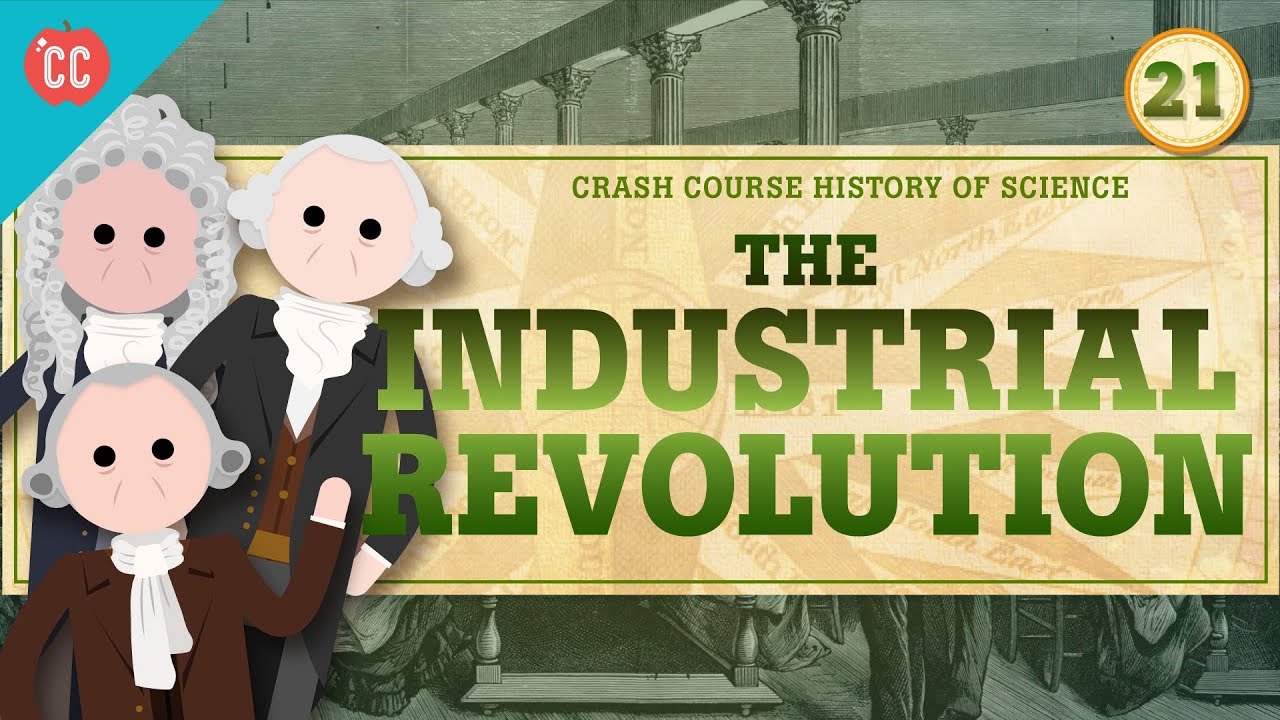 CC
21
CRASH COURSE HISTORY OF SCIENCE
THE
INDUSTRIAL
REVOLUTION